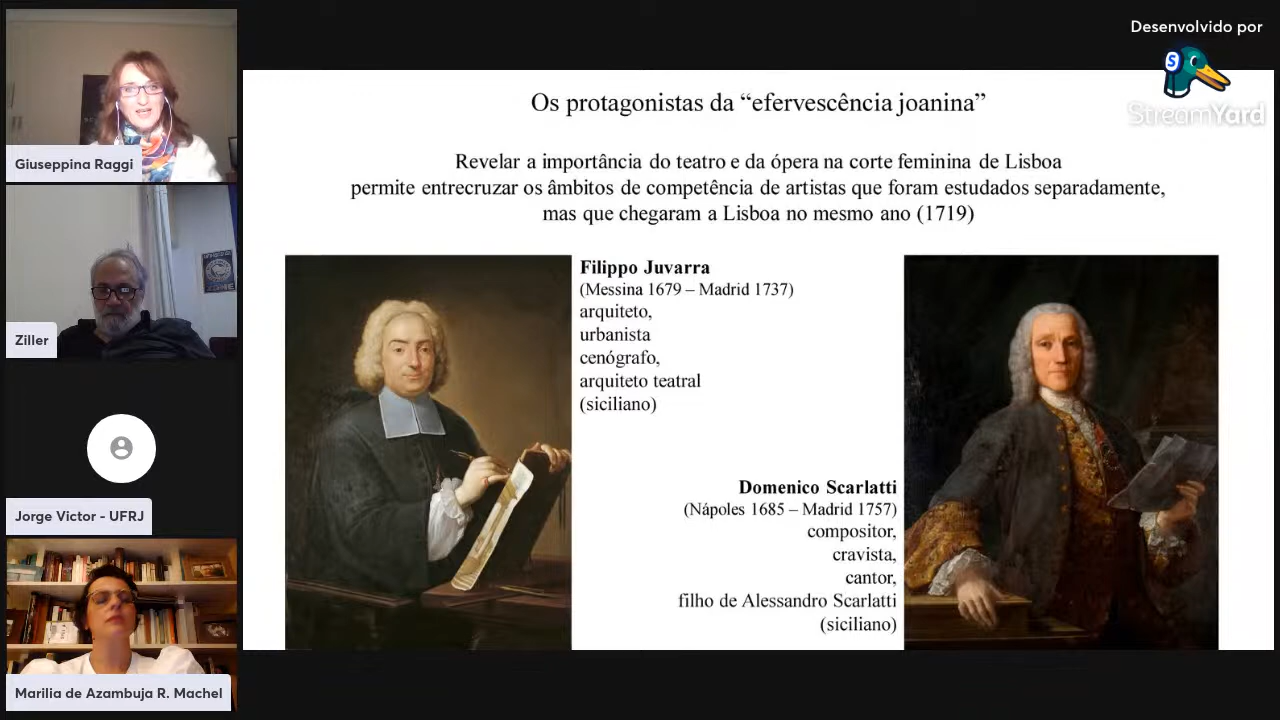 Desenvolvido por
StreamYard
Giuseppina Raggi
Ziller
Jorge Victor - UFRJ
Marilia de Azambuja R. Machel
Os protagonistas da “efervescência joanina”
Revelar a importância do teatro e da ópera na corte feminina de Lisboa
permite entrecruzar os âmbitos de competência de artistas que foram estudados separadamente,
mas que chegaram a Lisboa no mesmo ano (1719)
Filippo Juvarra
(Messina 1679 – Madrid 1737)
arquiteto,
urbanista
cenógrafo,
arquiteto teatral
(siciliano)
Domenico Scarlatti
(Nápoles 1685 – Madrid 1757)
compositor,
cravista,
cantor,
filho de Alessandro Scarlatti
(siciliano)